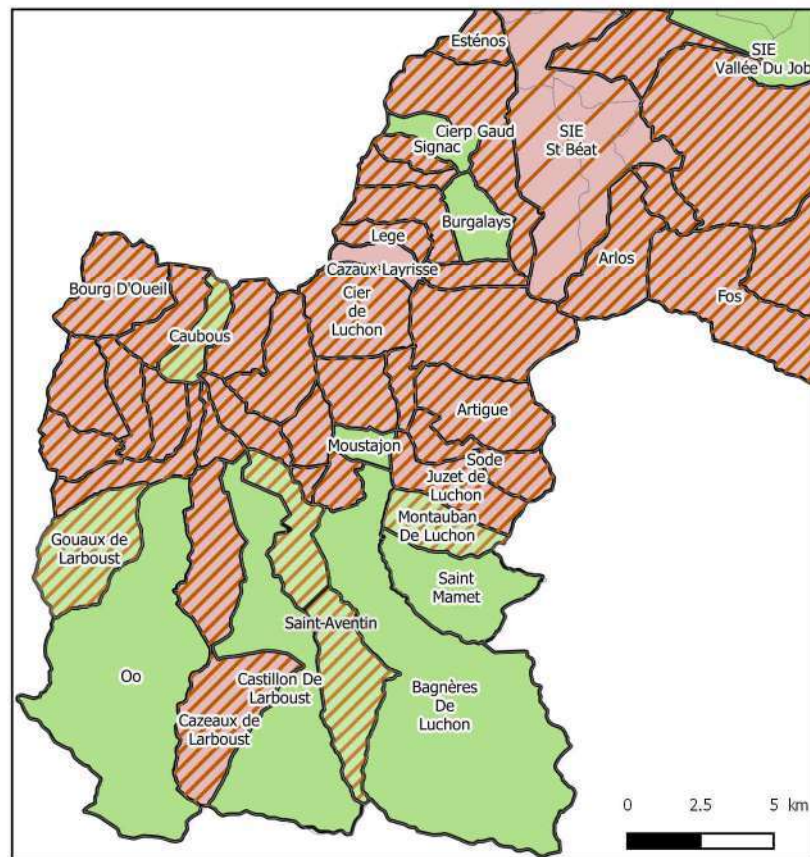 Esténos
SIE
Vallée Du Job
Cierp Gaud
Signac
SIE
St Béat
Burgalays
Lege
Cazaux Layrisse
Arlos
Bourg D'Oueil
Cier
de
Luchon
Fos
Caubous
Artigue
Moustajon
Sode
Juzet de
Luchon
Montauban
De Luchon
Gouaux de
Larboust
Saint
Mamet
Saint-Aventin
Oo
Castillon De
Larboust
Bagnères
De
Luchon
Cazeaux de
Larboust
0 2.5 5 km